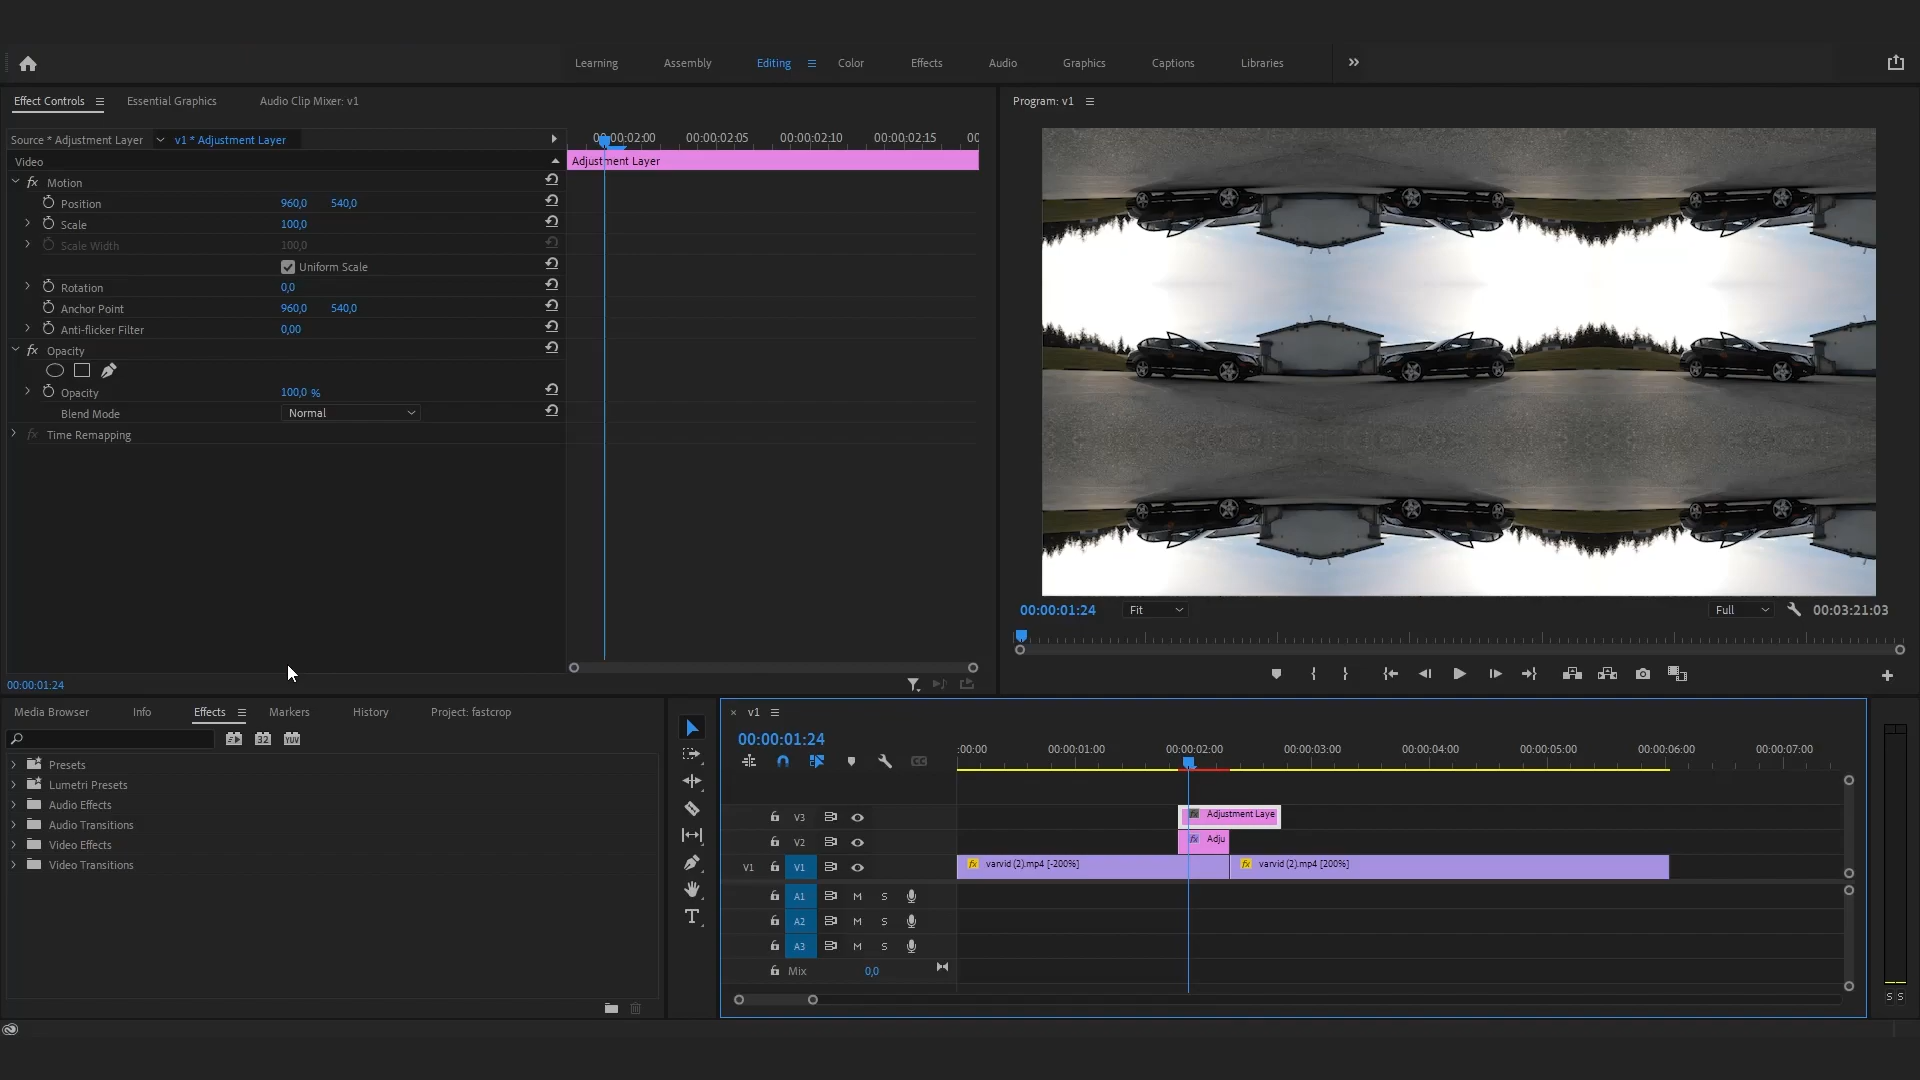 Learning Assembly Editing Color Effects Audio Graphics Captions Libraries
Effect Controls Essential Graphics Audio Clip Mixer: v1
Source * Adjustment Layer v1 * Adjustment Layer
00:00:02:00 00:00:02:05 00:00:02:10 00:00:02:15 00
Video
Adjustment Layer
Motion
Position 960,0 540,0
Scale 100,0
Scale Width 100,0
Uniform Scale
Rotation 0,0
Anchor Point 960,0 540,0
Anti-flicker Filter 0,00
Opacity
Opacity 100,0 %
Blend Mode Normal
Time Remapping
00:00:01:24
Program: v1
00:00:01:24 Fit Full 00:03:21:03
Media Browser Info Effects Markers History Project: fastcrop
32 YUV
Presets
Lumetri Presets
Audio Effects
Audio Transitions
Video Effects
Video Transitions
v1
00:00:01:24
:00:00 00:00:01:00 00:00:02:00 00:00:03:00 00:00:04:00 00:00:05:00 00:00:06:00 00:00:07:00
V3 fx Adjustment Laye
V2 fx Adju
V1 V1 fx varvid (2).mp4 [-200%] fx varvid (2).mp4 [200%]
A1 M S
A2 M S
A3 M S
Mix 0,0
S S